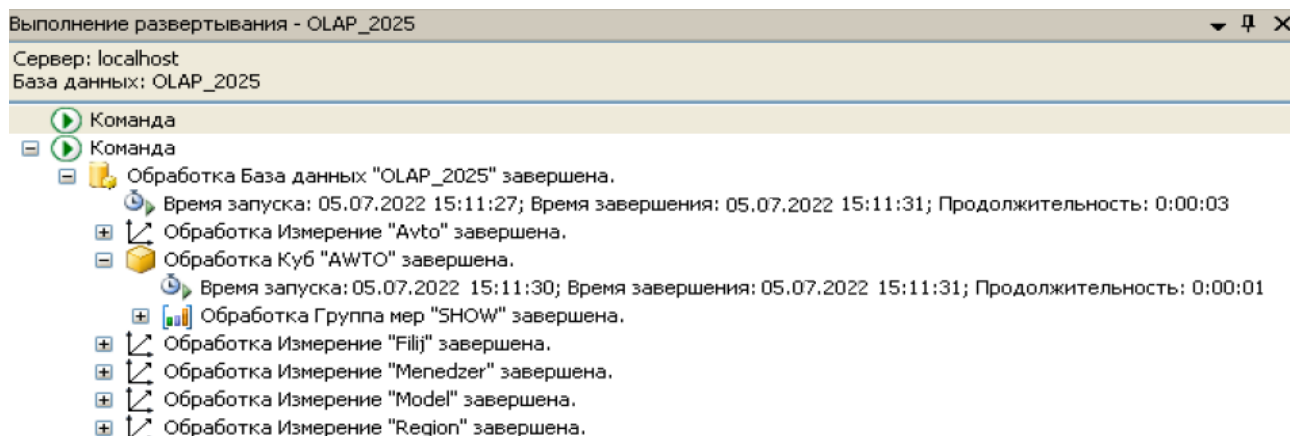 Выполнение развертывания - OLAP_2025
Сервер: localhost
База данных: OLAP_2025
Команда
Команда
Обработка База данных "OLAP_2025" завершена.
Время запуска: 05.07.2022 15:11:27; Время завершения: 05.07.2022 15:11:31; Продолжительность: 0:00:03
Обработка Измерение "Avto" завершена.
Обработка Куб "AWTO" завершена.
Время запуска: 05.07.2022 15:11:30; Время завершения: 05.07.2022 15:11:31; Продолжительность: 0:00:01
Обработка Группа мер "SHOW" завершена.
Обработка Измерение "Filij" завершена.
Обработка Измерение "Menedzer" завершена.
Обработка Измерение "Model" завершена.
Обработка Измерение "Region" завершена.